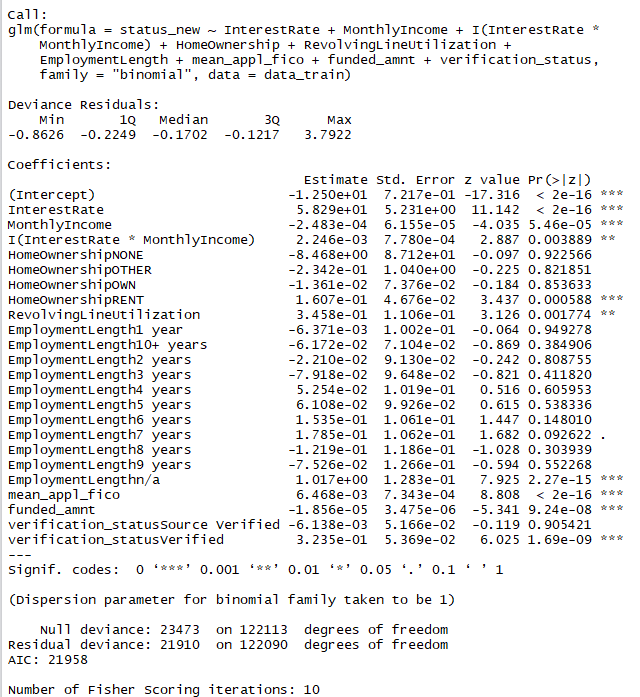 Call:
glm(formula = status_new ~ InterestRate + MonthlyIncome + I(InterestRate *
    MonthlyIncome) + HomeOwnership + RevolvingLineUtilization +
    EmploymentLength + mean_appl_fico + funded_amnt + verification_status,
    family = "binomial", data = data_train)

Deviance Residuals:
    Min       1Q   Median       3Q      Max
-0.8626  -0.2249  -0.1702  -0.1217   3.7922

Coefficients:
                                     Estimate Std. Error z value Pr(>|z|)
(Intercept)                        -1.250e+01  7.217e-01 -17.316  < 2e-16 ***
InterestRate                        5.829e+01  5.231e+00  11.142  < 2e-16 ***
MonthlyIncome                      -2.483e-04  6.155e-05  -4.035 5.46e-05 ***
I(InterestRate * MonthlyIncome)     2.246e-03  7.780e-04   2.887 0.003889 **
HomeOwnershipNONE                  -8.468e+00  8.712e+01  -0.097 0.922566
HomeOwnershipOTHER                 -2.342e-01  1.040e+00  -0.225 0.821851
HomeOwnershipOWN                   -1.361e-02  7.376e-02  -0.184 0.853633
HomeOwnershipRENT                   1.607e-01  4.676e-02   3.437 0.000588 ***
RevolvingLineUtilization            3.458e-01  1.106e-01   3.126 0.001774 **
EmploymentLength1 year             -6.371e-03  1.002e-01  -0.064 0.949278
EmploymentLength10+ years          -6.172e-02  7.104e-02  -0.869 0.384906
EmploymentLength2 years            -2.210e-02  9.130e-02  -0.242 0.808755
EmploymentLength3 years            -7.918e-02  9.648e-02  -0.821 0.411820
EmploymentLength4 years             5.254e-02  1.019e-01   0.516 0.605953
EmploymentLength5 years             6.108e-02  9.926e-02   0.615 0.538336
EmploymentLength6 years             1.535e-01  1.061e-01   1.447 0.148010
EmploymentLength7 years             1.785e-01  1.062e-01   1.682 0.092622 .
EmploymentLength8 years            -1.219e-01  1.186e-01  -1.028 0.303939
EmploymentLength9 years            -7.526e-02  1.266e-01  -0.594 0.552268
EmploymentLengthn/a                 1.017e+00  1.283e-01   7.925 2.27e-15 ***
mean_appl_fico                      6.468e-03  7.343e-04   8.808  < 2e-16 ***
funded_amnt                        -1.856e-05  3.475e-06  -5.341 9.24e-08 ***
verification_statusSource Verified -6.138e-03  5.166e-02  -0.119 0.905421
verification_statusVerified         3.235e-01  5.369e-02   6.025 1.69e-09 ***
---
Signif. codes:  0 ‘***’ 0.001 ‘**’ 0.01 ‘*’ 0.05 ‘.’ 0.1 ‘ ’ 1

(Dispersion parameter for binomial family taken to be 1)

    Null deviance: 23473  on 122113  degrees of freedom
Residual deviance: 21910  on 122090  degrees of freedom
AIC: 21958

Number of Fisher Scoring iterations: 10